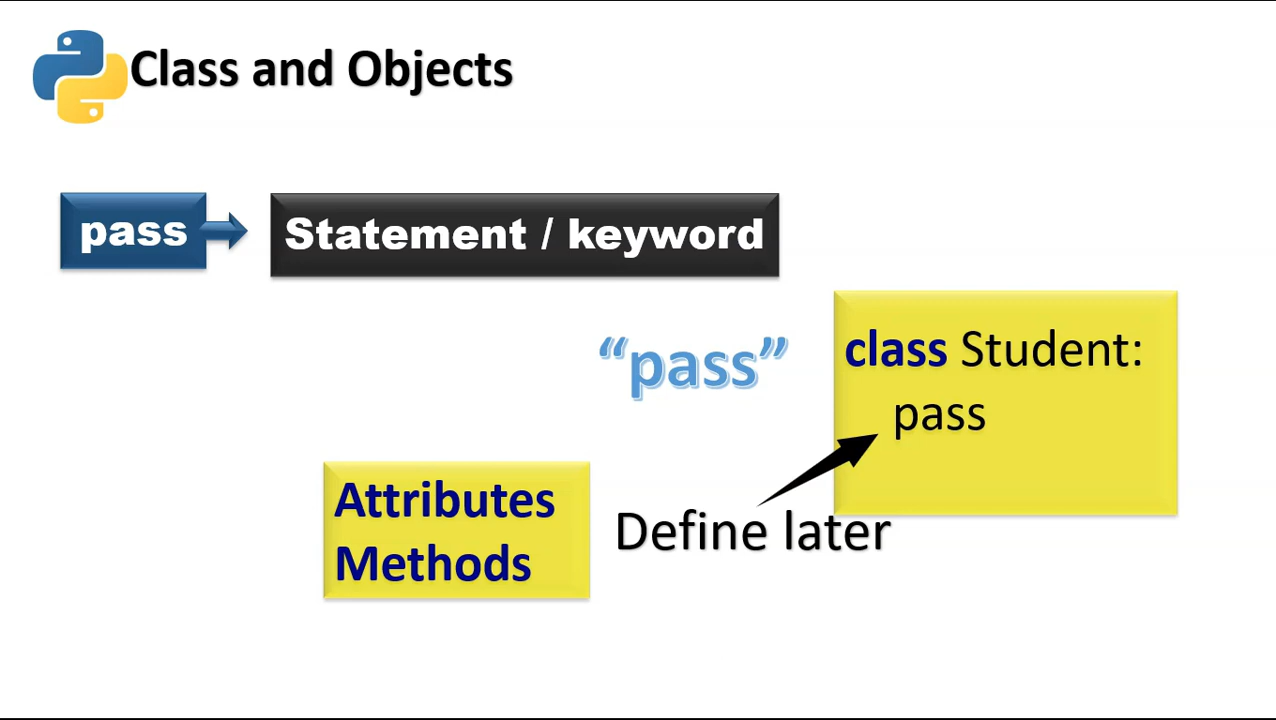 Class and Objects
pass
Statement / keyword
“pass”
class Student:
pass
Attributes
Methods
Define later